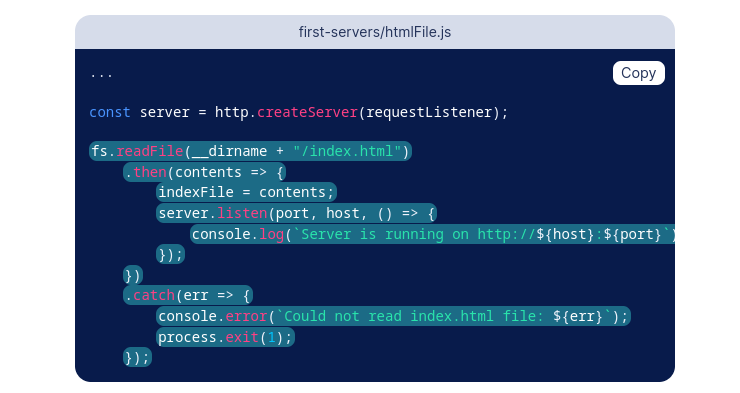 first-servers/htmlFile.js
Copy
...
const server = http.createServer(requestListener);
fs.readFile(__dirname + "/index.html")
.then(contents => {
indexFile = contents;
server.listen(port, host, () => {
console.log(`Server is running on http://${host}:${port}`)
});
})
.catch(err => {
console.error(`Could not read index.html file: ${err}`);
process.exit(1);
});